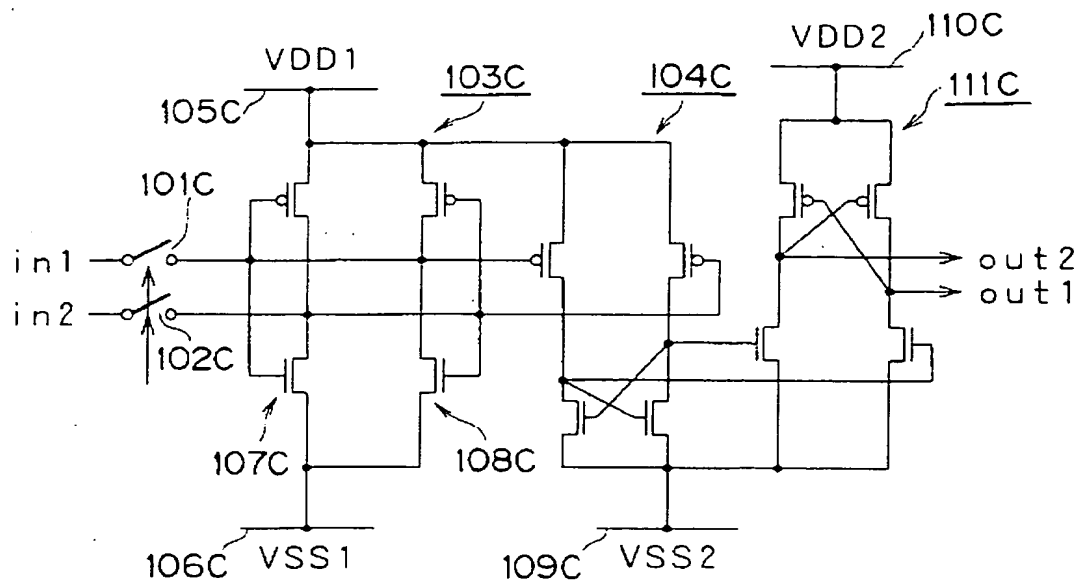 VDD1
105C
103C
104C
VDD2
110C
111C
101C
in1
in2
102C
out2
out1
107C
108C
106C
VSS1
109C
VSS2